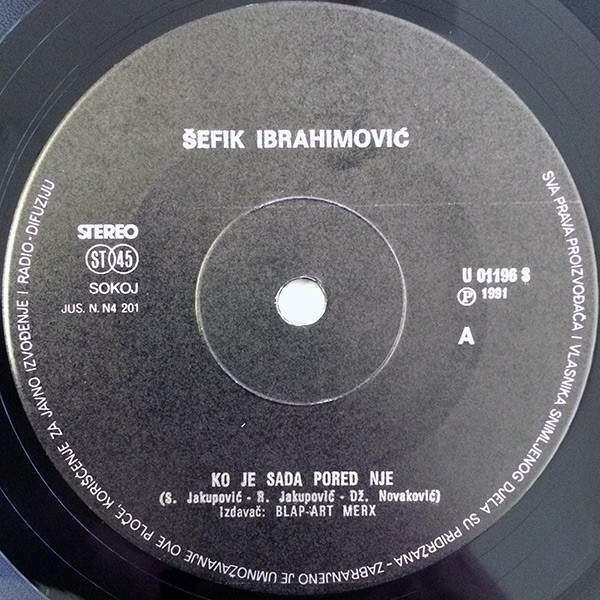 ŠEFIK IBRAHIMOVIĆ
STEREO
ST 45
SOKOJ
JUS. N. N4 201
U 01196 S
Ⓟ 1991
A
KO JE SADA PORED NJE
(S. Jakupović - R. Jakupović - Dž. Novaković)
Izdavač: BLAP-ART MERX
SVA PRAVA PROIZVOĐAČA I VLASNIKA SNIMLJENOG DJELA SU PRIDRŽANA - ZABRANJENO JE UMNOŽAVANJE OVE PLOČE, KORIŠĆENJE ZA JAVNO IZVOĐENJE I RADIO-DIFUZIJU